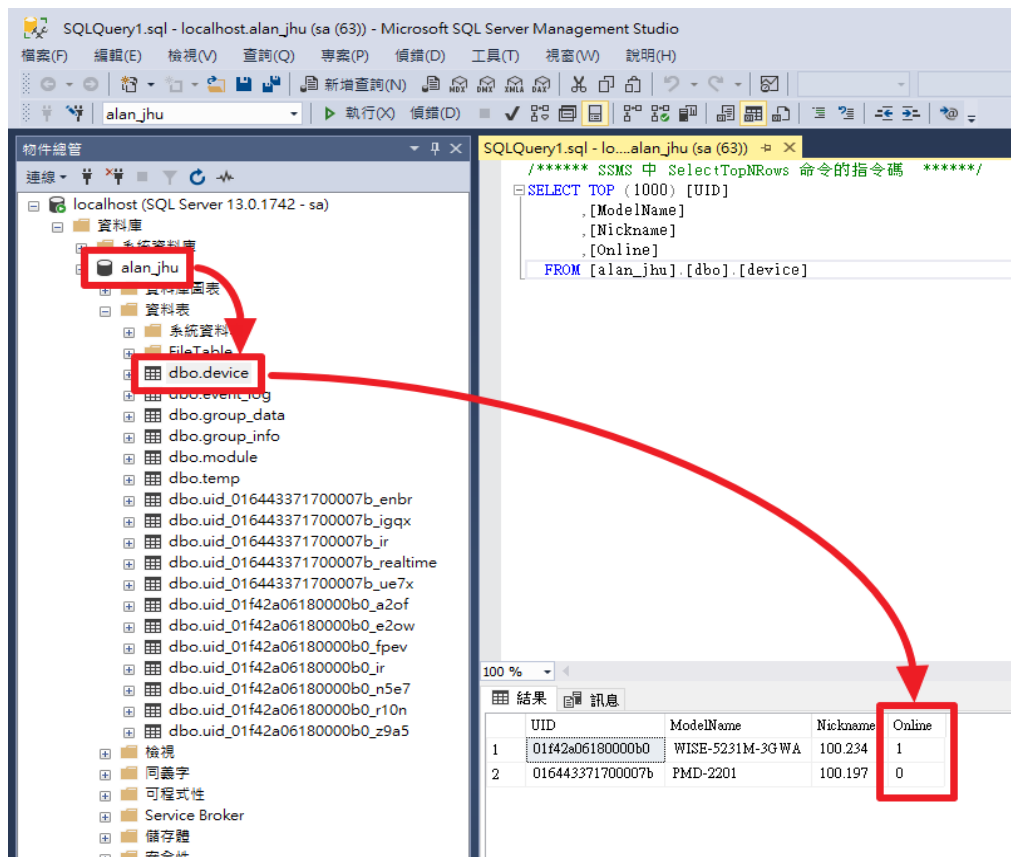 SQLQuery1.sql - localhost.alan_jhu (sa (63)) - Microsoft SQL Server Management Studio
檔案(F) 編輯(E) 檢視(V) 查詢(Q) 專案(P) 偵錯(D) 工具(T) 視窗(W) 說明(H)
新增查詢(N) MDX DMX XMLA DAX
alan_jhu 執行(X) 偵錯(D)
物件總管
連線
localhost (SQL Server 13.0.1742 - sa)
資料庫
系統資料庫
alan_jhu
資料庫圖表
資料表
系統資料
FileTable
dbo.device
dbo.event_log
dbo.group_data
dbo.group_info
dbo.module
dbo.temp
dbo.uid_016443371700007b_enbr
dbo.uid_016443371700007b_igqx
dbo.uid_016443371700007b_ir
dbo.uid_016443371700007b_realtime
dbo.uid_016443371700007b_ue7x
dbo.uid_01f42a06180000b0_a2of
dbo.uid_01f42a06180000b0_e2ow
dbo.uid_01f42a06180000b0_fpev
dbo.uid_01f42a06180000b0_ir
dbo.uid_01f42a06180000b0_n5e7
dbo.uid_01f42a06180000b0_r10n
dbo.uid_01f42a06180000b0_z9a5
檢視
同義字
可程式性
Service Broker
儲存體
安全性
SQLQuery1.sql - lo....alan_jhu (sa (63))
/****** SSMS 中 SelectTopNRows 命令的指令碼 ******/
SELECT TOP (1000) [UID]
,[ModelName]
,[Nickname]
,[Online]
FROM [alan_jhu].[dbo].[device]
100 %
結果 訊息
UID ModelName Nickname Online
1 01f42a06180000b0 WISE-5231M-3GWA 100.234 1
2 016443371700007b PMD-2201 100.197 0